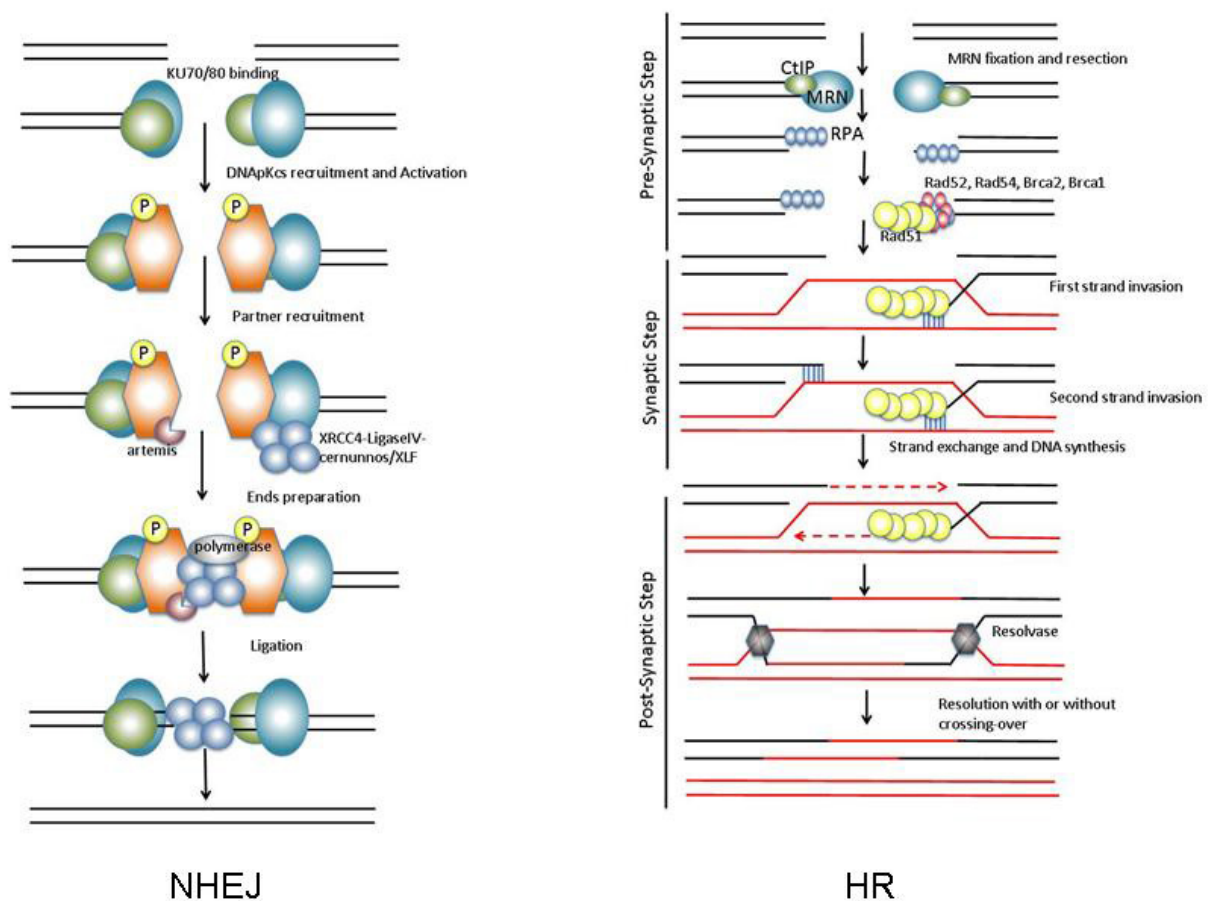 KU70/80 binding
DNApKcs recruitment and Activation
P
P
Partner recruitment
P
P
artemis
XRCC4-LigaseIV-
cernunnos/XLF
Ends preparation
P
P
polymerase
Ligation
NHEJ
Pre-Synaptic Step
MRN fixation and resection
CtIP
MRN
RPA
Rad52, Rad54, Brca2, Brca1
Rad51
Synaptic Step
First strand invasion
Second strand invasion
Strand exchange and DNA synthesis
Post-Synaptic Step
Resolvase
Resolution with or without
crossing-over
HR